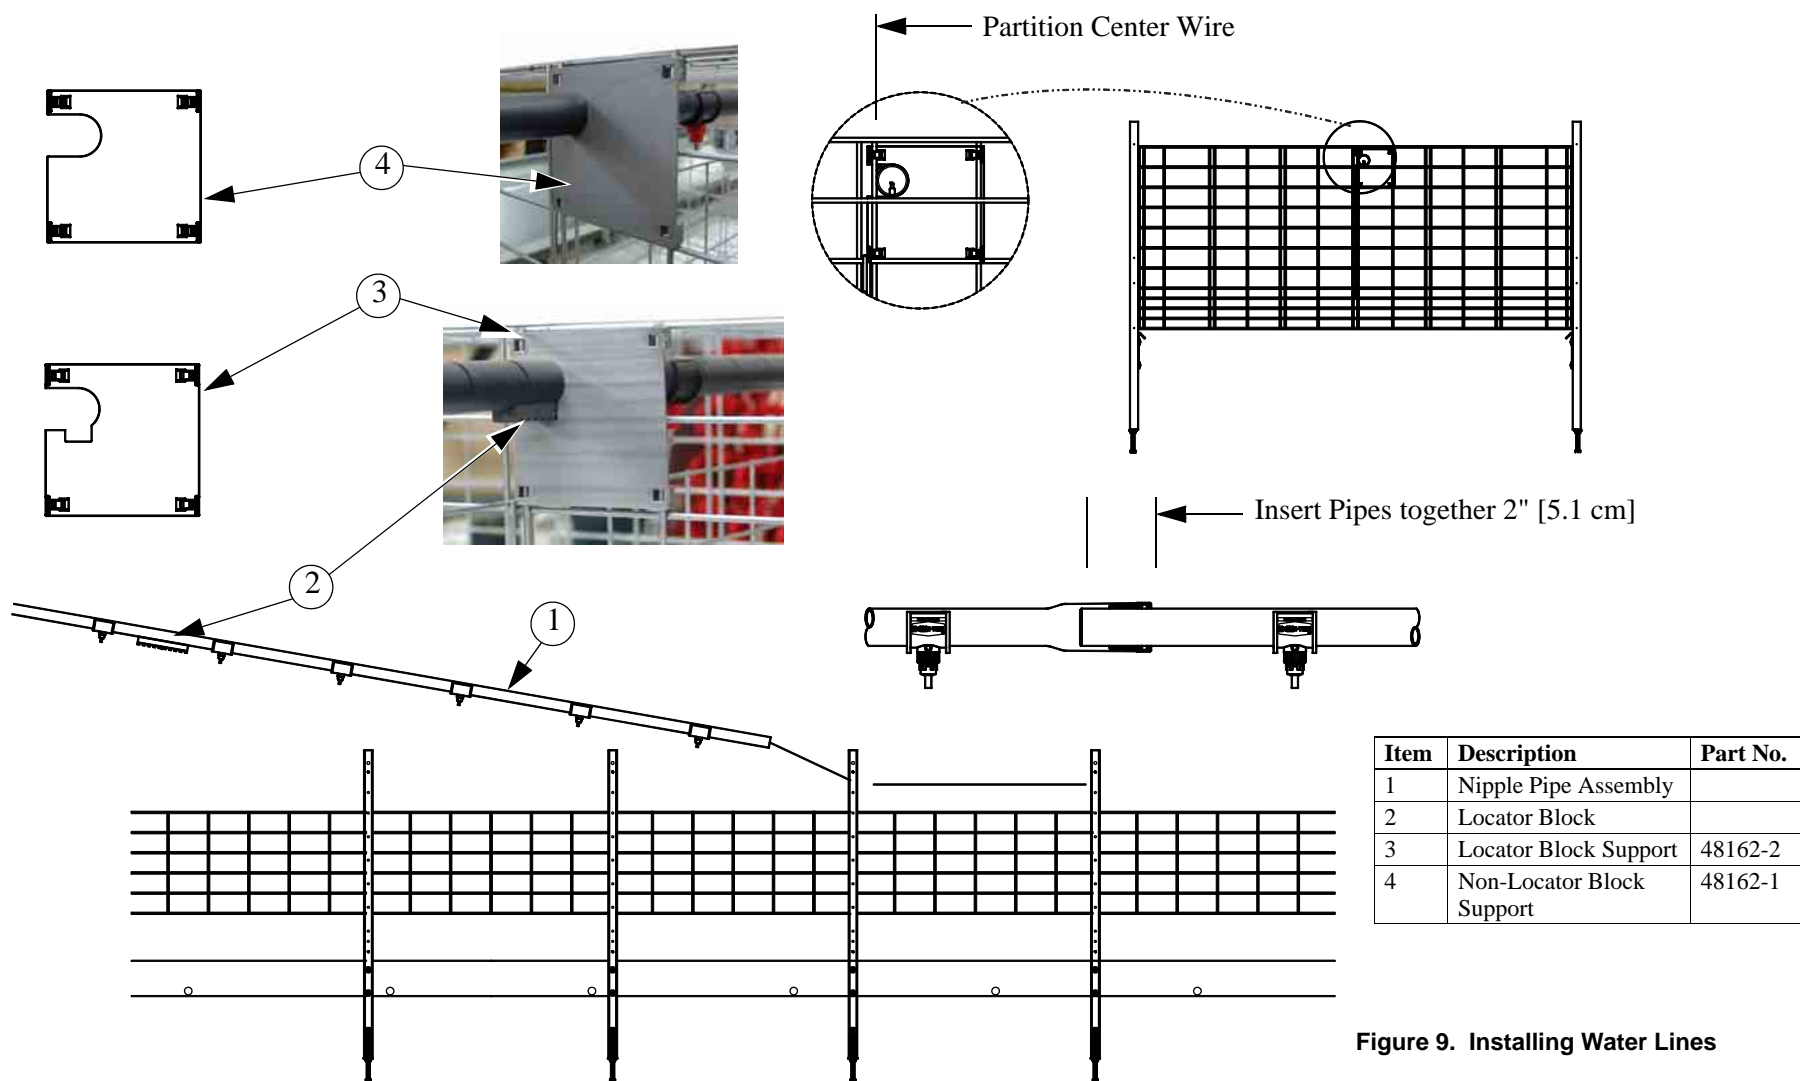 Partition Center Wire
4
3
Insert Pipes together 2" [5.1 cm]
2
1
Item Description Part No.
1 Nipple Pipe Assembly
2 Locator Block
3 Locator Block Support 48162-2
4 Non-Locator Block
Support 48162-1
Figure 9. Installing Water Lines